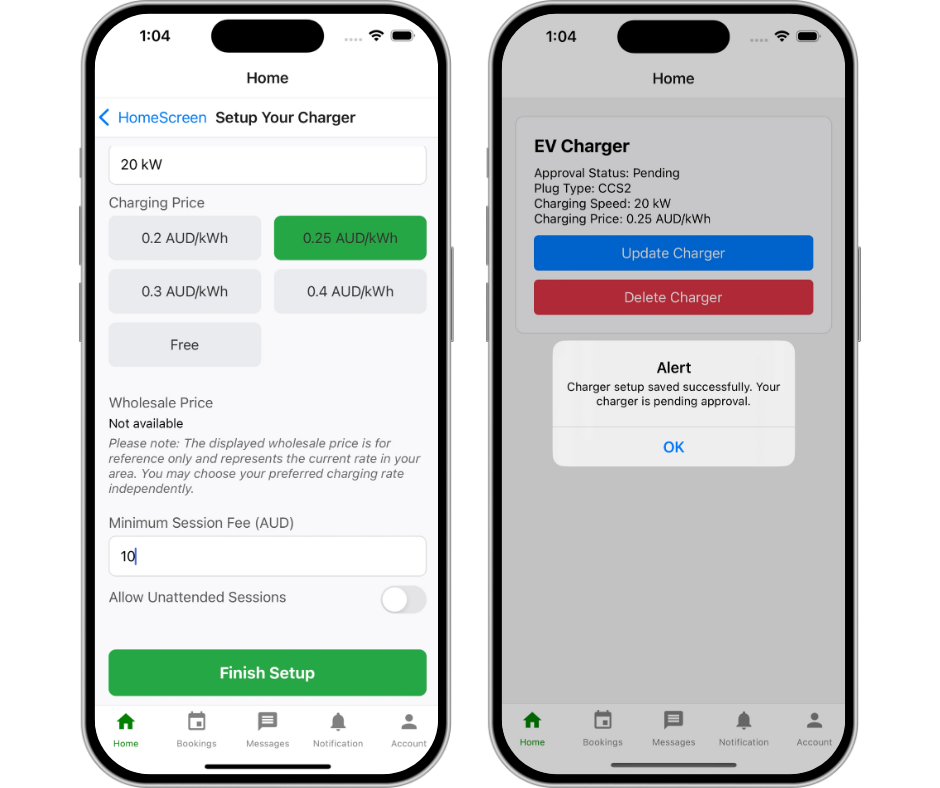 1:04
Home
HomeScreen Setup Your Charger
20 kW
Charging Price
0.2 AUD/kWh 0.25 AUD/kWh
0.3 AUD/kWh 0.4 AUD/kWh
Free
Wholesale Price
Not available
Please note: The displayed wholesale price is for
reference only and represents the current rate in your
area. You may choose your preferred charging rate
independently.
Minimum Session Fee (AUD)
10
Allow Unattended Sessions
Finish Setup
Home Bookings Messages Notification Account
1:04
Home
EV Charger
Approval Status: Pending
Plug Type: CCS2
Charging Speed: 20 kW
Charging Price: 0.25 AUD/kWh
Update Charger
Delete Charger
Alert
Charger setup saved successfully. Your
charger is pending approval.
OK
Home Bookings Messages Notification Account